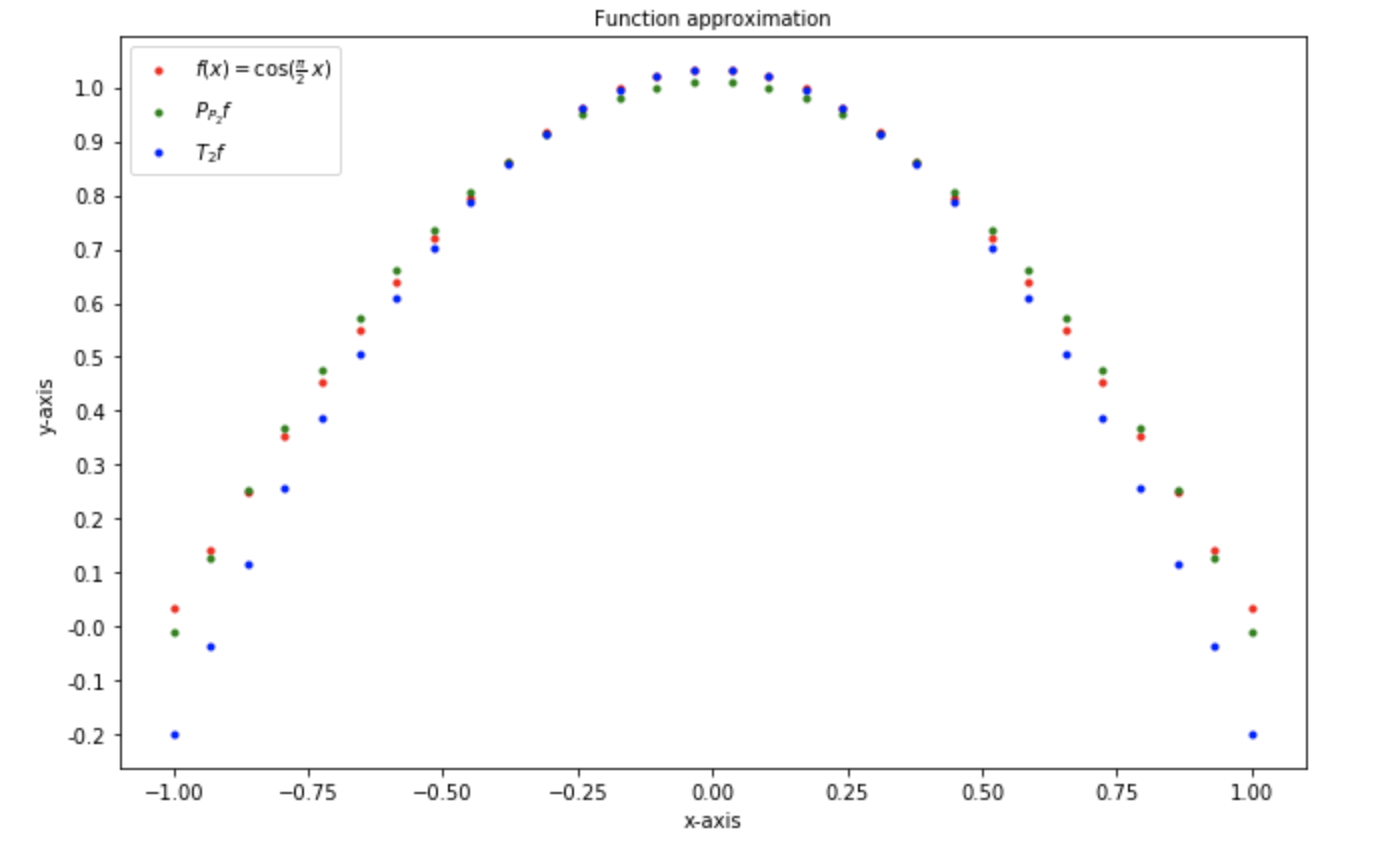 Function approximation
f(x) = cos(π/2 x)
P_{P_2} f
T_2 f
1.0
0.9
0.8
0.7
0.6
0.5
0.4
0.3
0.2
0.1
-0.0
-0.1
-0.2
y-axis
−1.00 −0.75 −0.50 −0.25 0.00 0.25 0.50 0.75 1.00
x-axis